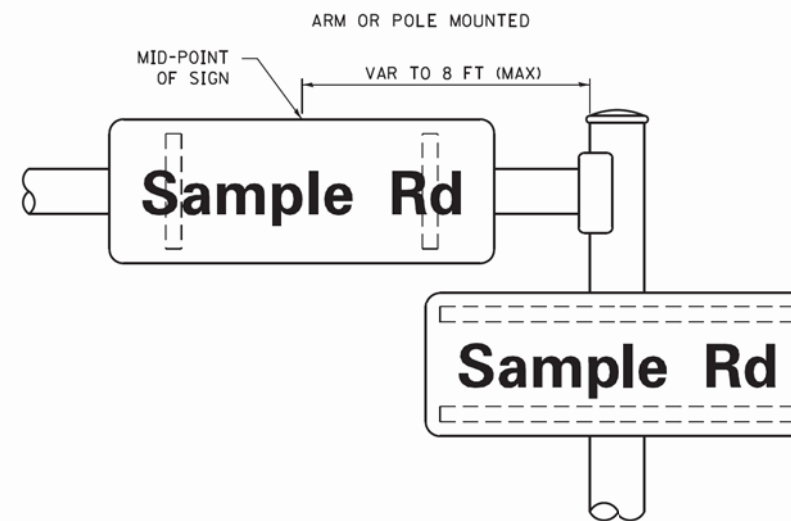 ARM OR POLE MOUNTED
MID-POINT
OF SIGN
VAR TO 8 FT (MAX)
Sample Rd
Sample Rd